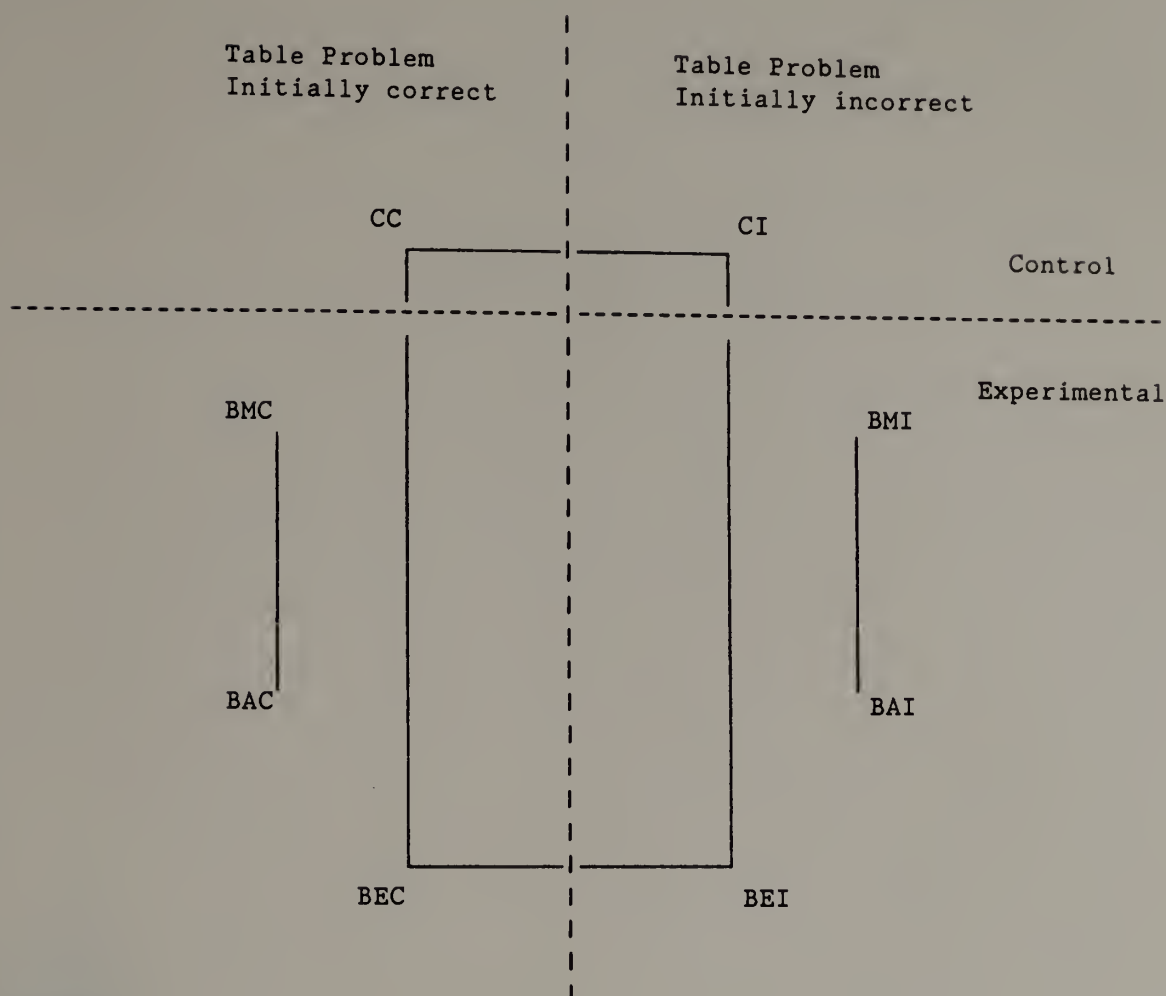 Table Problem
Initially correct
Table Problem
Initially incorrect
CC
CI
Control
Experimental
BMC
BMI
BAC
BAI
BEC
BEI